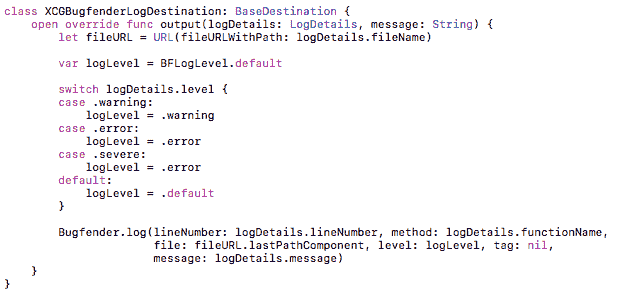 class XCGBugfenderLogDestination: BaseDestination {
    open override func output(logDetails: LogDetails, message: String) {
        let fileURL = URL(fileURLWithPath: logDetails.fileName)

        var logLevel = BFLogLevel.default

        switch logDetails.level {
        case .warning:
            logLevel = .warning
        case .error:
            logLevel = .error
        case .severe:
            logLevel = .error
        default:
            logLevel = .default
        }

        Bugfender.log(lineNumber: logDetails.lineNumber, method: logDetails.functionName,
                      file: fileURL.lastPathComponent, level: logLevel, tag: nil,
                      message: logDetails.message)
    }
}